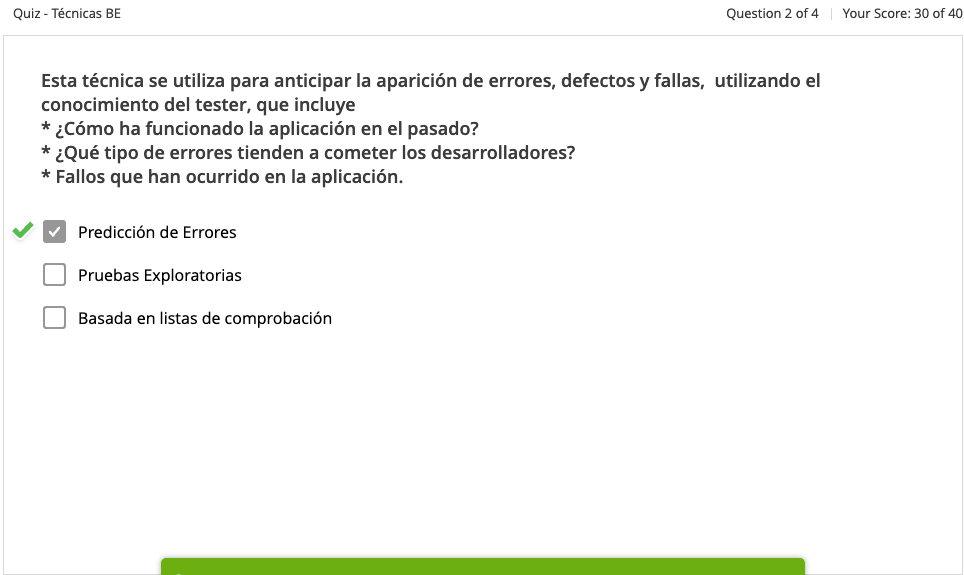 Quiz - Técnicas BE
Question 2 of 4
Your Score: 30 of 40
Esta técnica se utiliza para anticipar la aparición de errores, defectos y fallas,  utilizando el
conocimiento del tester, que incluye
* ¿Cómo ha funcionado la aplicación en el pasado?
* ¿Qué tipo de errores tienden a cometer los desarrolladores?
* Fallos que han ocurrido en la aplicación.
Predicción de Errores
Pruebas Exploratorias
Basada en listas de comprobación